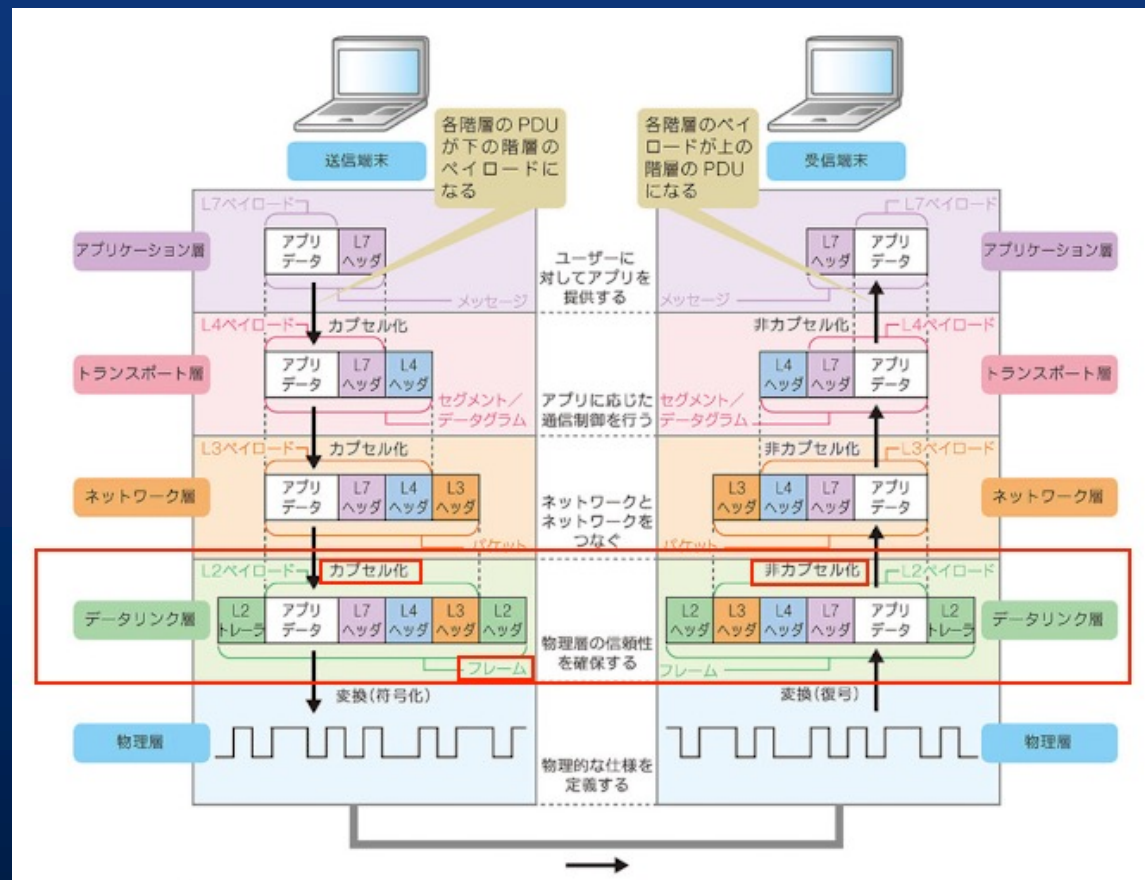 各階層の PDU
が下の階層の
ペイロードに
なる
各階層のペイ
ロードが上の
階層の PDU
になる
送信端末
受信端末
L7ペイロード
アプリケーション層
アプリ
データ
L7
ヘッダ
メッセージ
ユーザーに
対してアプリを
提供する
L7ペイロード
L7
ヘッダ
アプリ
データ
メッセージ
アプリケーション層
L4ペイロード
カプセル化
トランスポート層
アプリ
データ
L7
ヘッダ
L4
ヘッダ
セグメント／
データグラム
アプリに応じた
通信制御を行う
非カプセル化
L4ペイロード
L4
ヘッダ
L7
ヘッダ
アプリ
データ
セグメント／
データグラム
トランスポート層
L3ペイロード
カプセル化
ネットワーク層
アプリ
データ
L7
ヘッダ
L4
ヘッダ
L3
ヘッダ
パケット
ネットワークと
ネットワークを
つなぐ
非カプセル化
L3ペイロード
L3
ヘッダ
L4
ヘッダ
L7
ヘッダ
アプリ
データ
パケット
ネットワーク層
L2ペイロード
カプセル化
データリンク層
L2
トレーラ
アプリ
データ
L7
ヘッダ
L4
ヘッダ
L3
ヘッダ
L2
ヘッダ
フレーム
物理層の信頼性
を確保する
非カプセル化
L2ペイロード
L2
ヘッダ
L3
ヘッダ
L4
ヘッダ
L7
ヘッダ
アプリ
データ
L2
トレーラ
フレーム
データリンク層
変換(符号化)
物理層
物理的な仕様を
定義する
変換(復号)
物理層